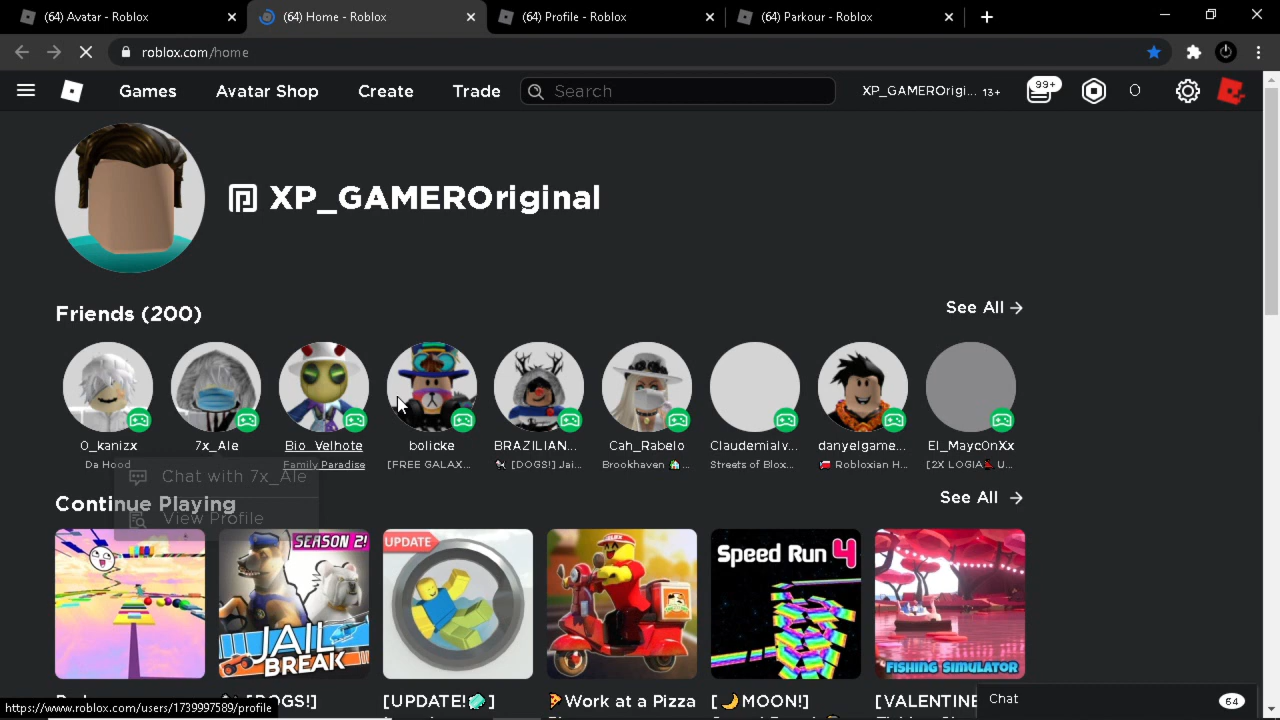 (64) Avatar - Roblox
(64) Home - Roblox
(64) Profile - Roblox
(64) Parkour - Roblox
roblox.com/home
Games Avatar Shop Create Trade Search XP_GAMEROrigi... 13+ 99+ 0
XP_GAMEROriginal
Friends (200) See All →
O_kanizx 7x_Ale Bio_Velhote bolicke BRAZILIAN... Cah_Rabelo Claudemialv... danyelgame... El_MaycOnXx
Da Hood Family Paradise [FREE GALAX... [DOGS!] Jai... Brookhaven 🏠 ... Streets of Blox... Robloxian H... [2X LOGIA U...
Chat with 7x_Ale
View Profile
Continue Playing See All →
SEASON 2!
JAIL
BREAK
UPDATE
Speed Run 4
FISHING SIMULATOR
[DOGS!] [UPDATE! ] 🍕Work at a Pizza [🌙MOON!] [VALENTINE
Chat 64
https://www.roblox.com/users/1739997589/profile